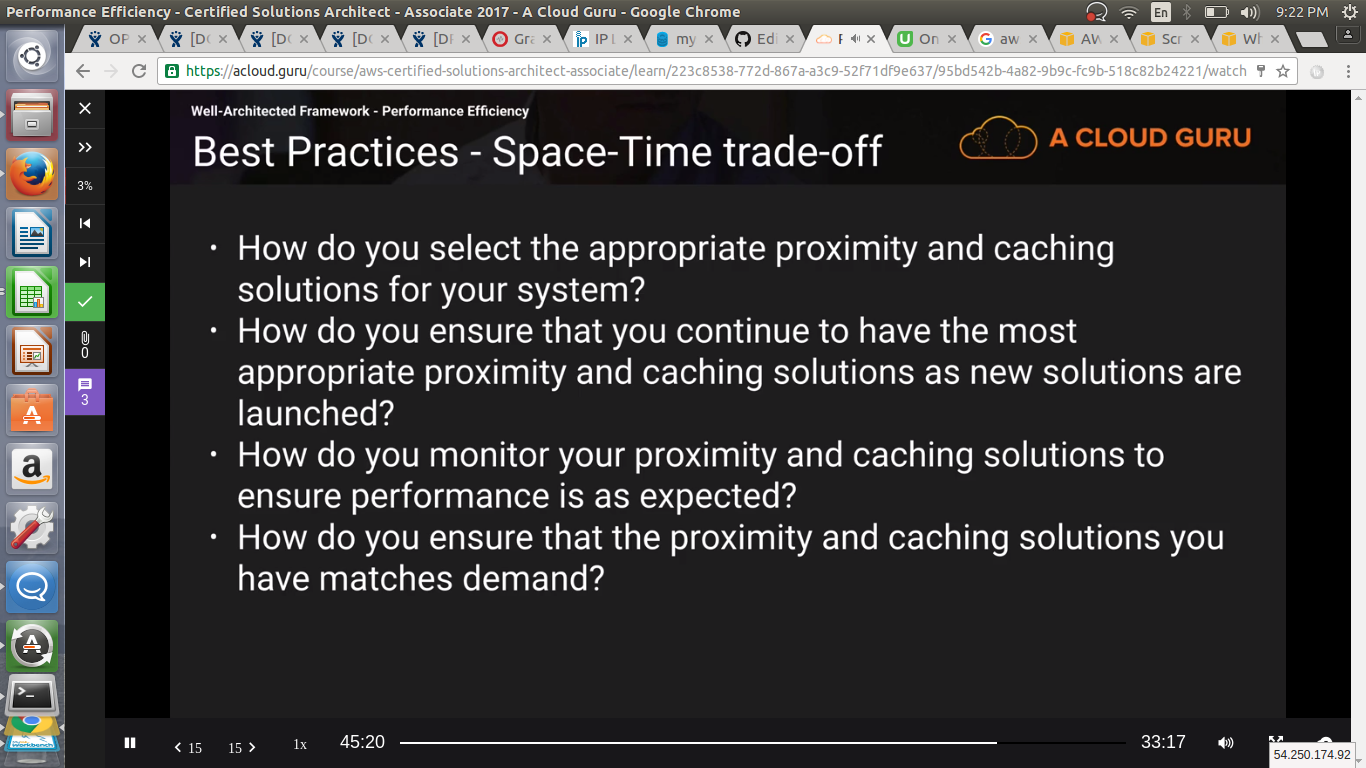 Performance Efficiency - Certified Solutions Architect - Associate 2017 - A Cloud Guru - Google Chrome
En
9:22 PM
OP
[DC
[DC
[DC
[DF
Gra
IP L
my
Edi
F
On
aw
AW
Scr
Wh
https://acloud.guru/course/aws-certified-solutions-architect-associate/learn/223c8538-772d-867a-a3c9-52f71df9e637/95bd542b-4a82-9b9c-fc9b-518c82b24221/watch
Well-Architected Framework - Performance Efficiency
Best Practices - Space-Time trade-off
A CLOUD GURU
3%
0
3
• How do you select the appropriate proximity and caching
solutions for your system?
• How do you ensure that you continue to have the most
appropriate proximity and caching solutions as new solutions are
launched?
• How do you monitor your proximity and caching solutions to
ensure performance is as expected?
• How do you ensure that the proximity and caching solutions you
have matches demand?
15
15
1x
45:20
33:17
54.250.174.92